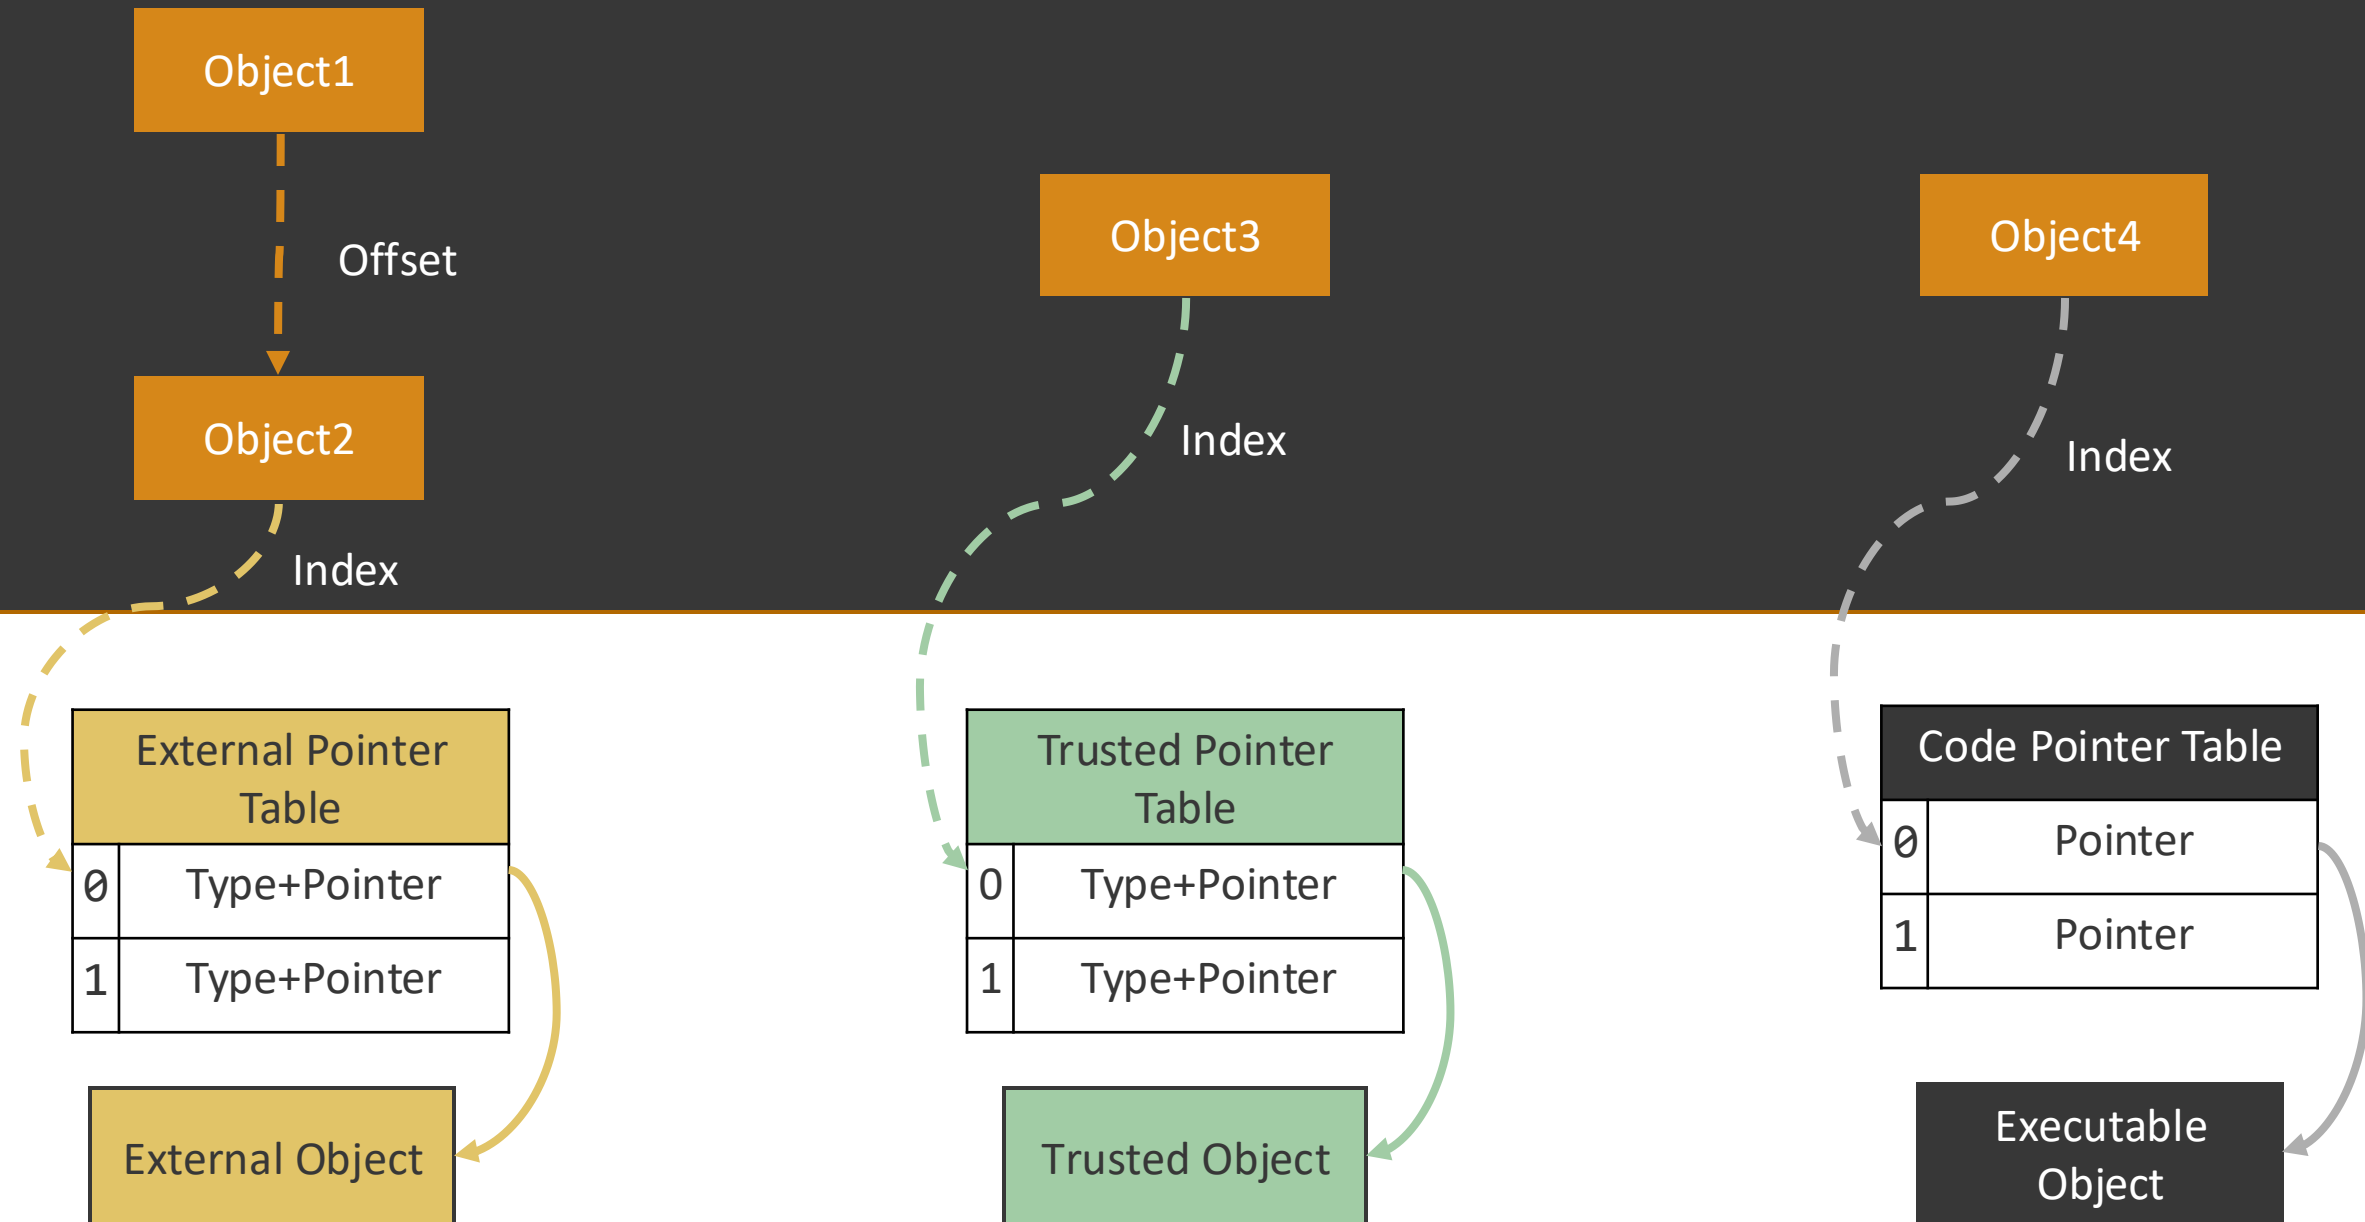 Object1
Offset
Object2
Index
Object3
Index
Object4
Index
External Pointer
Table
0 Type+Pointer
1 Type+Pointer
External Object
Trusted Pointer
Table
0 Type+Pointer
1 Type+Pointer
Trusted Object
Code Pointer Table
0 Pointer
1 Pointer
Executable
Object